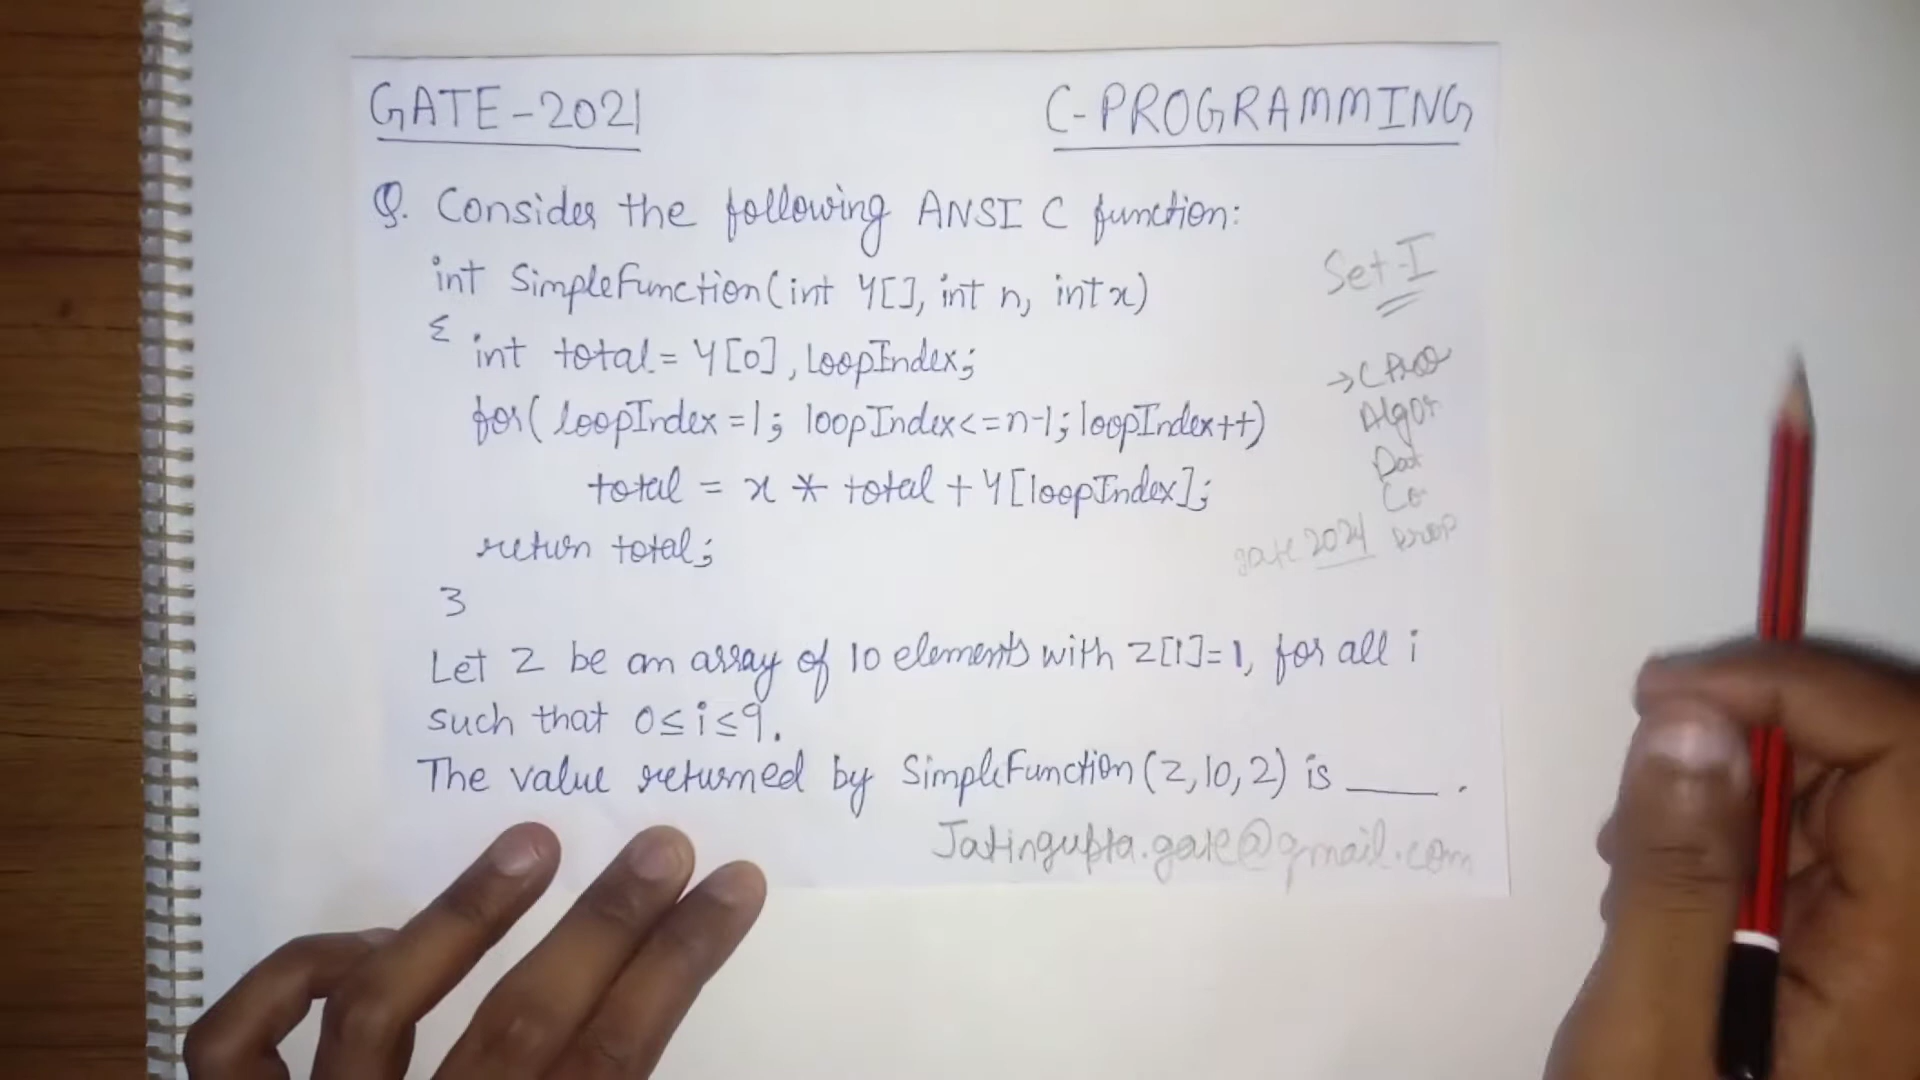 GATE-2021
C-PROGRAMMING
Q. Consider the following ANSI C function:
int SimpleFunction(int Y[], int n, int x)
{
int total = Y[0], LoopIndex;
for( loopIndex = 1; loopIndex <= n-1; loopIndex++)
total = x * total + Y[loopIndex];
return total;
}
Let Z be an array of 10 elements with Z[1]=1, for all i
such that 0≤i≤9.
The value returned by SimpleFunction(Z,10,2) is ____ .
Jatingupta.gate@gmail.com
Set-I
Algor
gate 2024